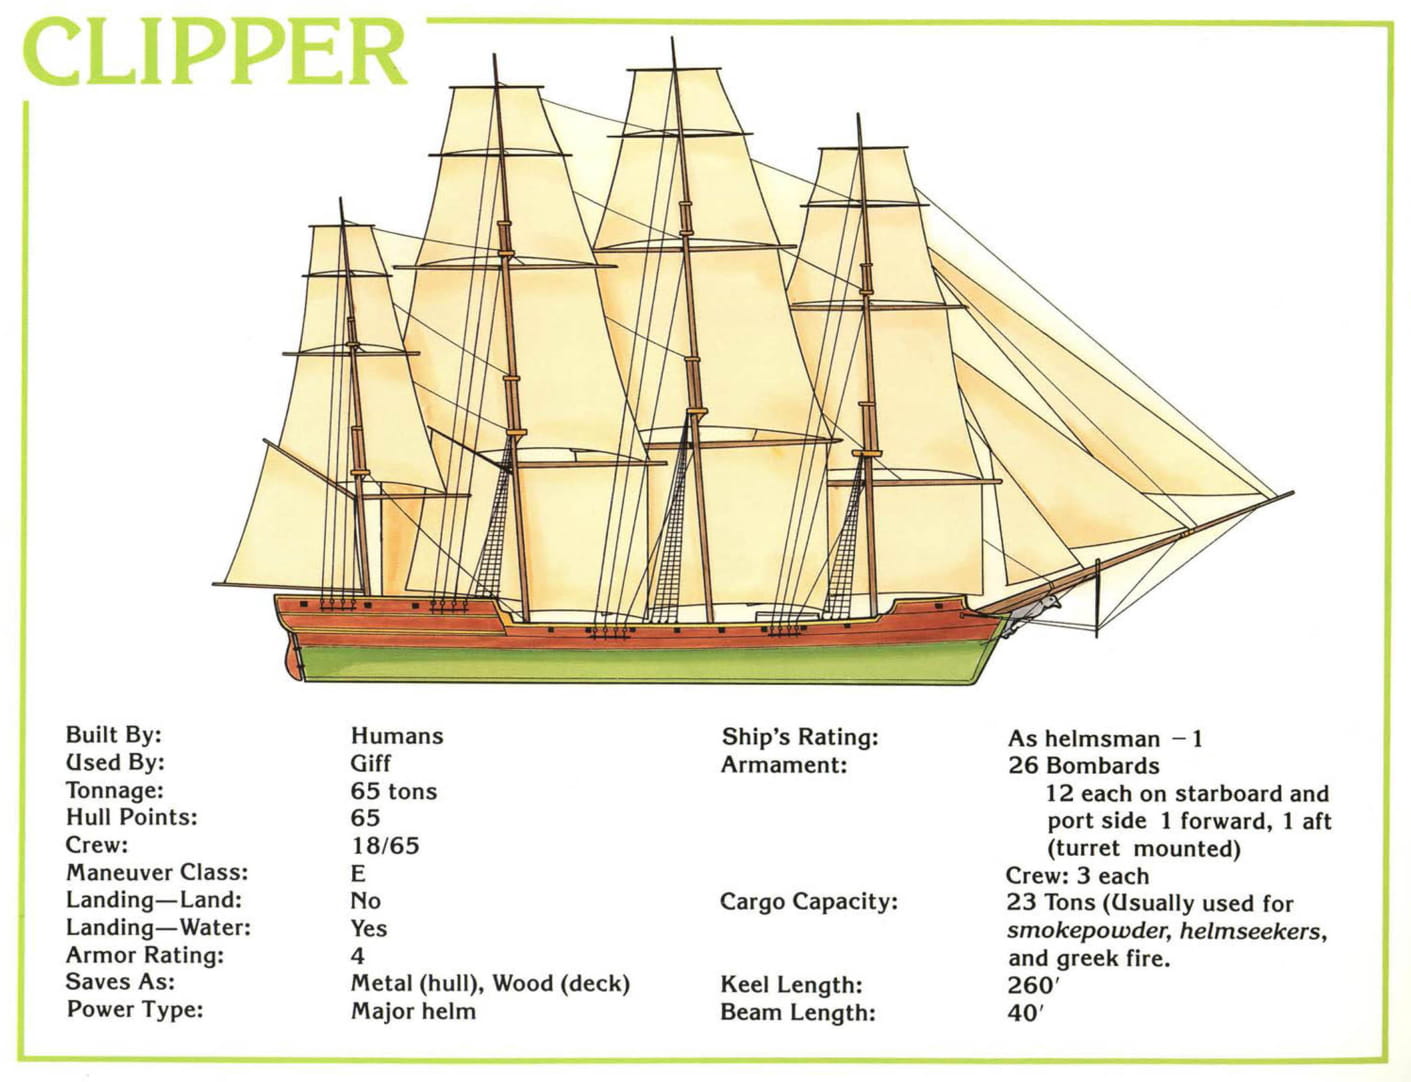 CLIPPER
Built By: Humans
Used By: Giff
Tonnage: 65 tons
Hull Points: 65
Crew: 18/65
Maneuver Class: E
Landing—Land: No
Landing—Water: Yes
Armor Rating: 4
Saves As: Metal (hull), Wood (deck)
Power Type: Major helm
Ship's Rating: As helmsman −1
Armament: 26 Bombards
12 each on starboard and
port side 1 forward, 1 aft
(turret mounted)
Crew: 3 each
Cargo Capacity: 23 Tons (Usually used for
smokepowder, helmseekers,
and greek fire.
Keel Length: 260'
Beam Length: 40'